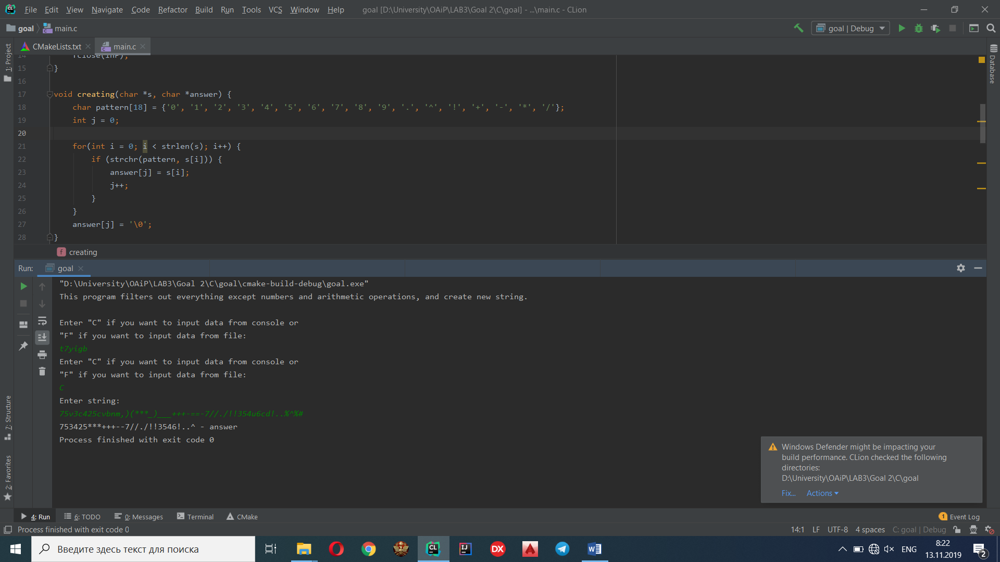 File Edit View Navigate Code Refactor Build Run Tools VCS Window Help goal [D:\University\OAiP\LAB3\Goal 2\C\goal] - ...\main.c - CLion
goal main.c goal | Debug
CMakeLists.txt main.c
1: Project
Database
14 fclose(inF);
15 }
16
17 void creating(char *s, char *answer) {
18 char pattern[18] = {'0', '1', '2', '3', '4', '5', '6', '7', '8', '9', '.', '^', '!', '+', '-', '*', '/'};
19 int j = 0;
20
21 for(int i = 0; i < strlen(s); i++) {
22 if (strchr(pattern, s[i])) {
23 answer[j] = s[i];
24 j++;
25 }
26 }
27 answer[j] = '\0';
28 }
f creating
Run: goal
"D:\University\OAiP\LAB3\Goal 2\C\goal\cmake-build-debug\goal.exe"
This program filters out everything except numbers and arithmetic operations, and create new string.
Enter "C" if you want to input data from console or
"F" if you want to input data from file:
t7yigb
Enter "C" if you want to input data from console or
"F" if you want to input data from file:
C
Enter string:
75v3c425cvbnm,)(***_)___+++-==-7//./!!354u6cd!..%^%#
753425***+++--7//./!!3546!..^ - answer
Process finished with exit code 0
7: Structure
2: Favorites
Windows Defender might be impacting your
build performance. CLion checked the following
directories:
D:\University\OAiP\LAB3\Goal 2\C\goal
Fix... Actions
4: Run 6: TODO 0: Messages Terminal CMake 1 Event Log
Process finished with exit code 0 14:1 LF UTF-8 4 spaces C: goal | Debug
Введите здесь текст для поиска CL IJ DX W ENG 8:22
13.11.2019 2